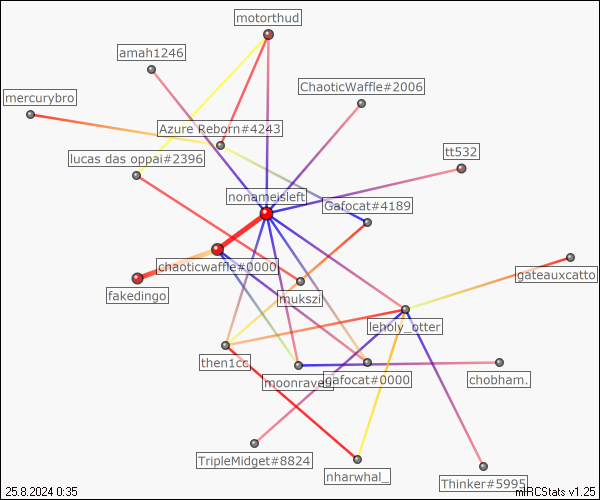 motorthud
amah1246
ChaoticWaffle#2006
mercurybro
Azure Reborn#4243
tt532
lucas das oppai#2396
nonameisleft
Gafocat#4189
chaoticwaffle#0000
gateauxcatto
fakedingo
mukszi
leholy_otter
then1cc
moonraven
gafocat#0000
chobham.
TripleMidget#8824
nharwhal_
Thinker#5995
25.8.2024 0:35
mIRCStats v1.25